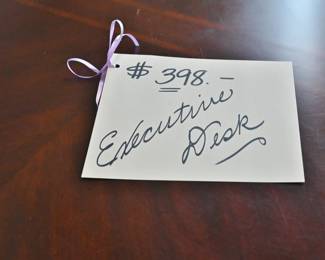 $ 398.—
Executive
Desk